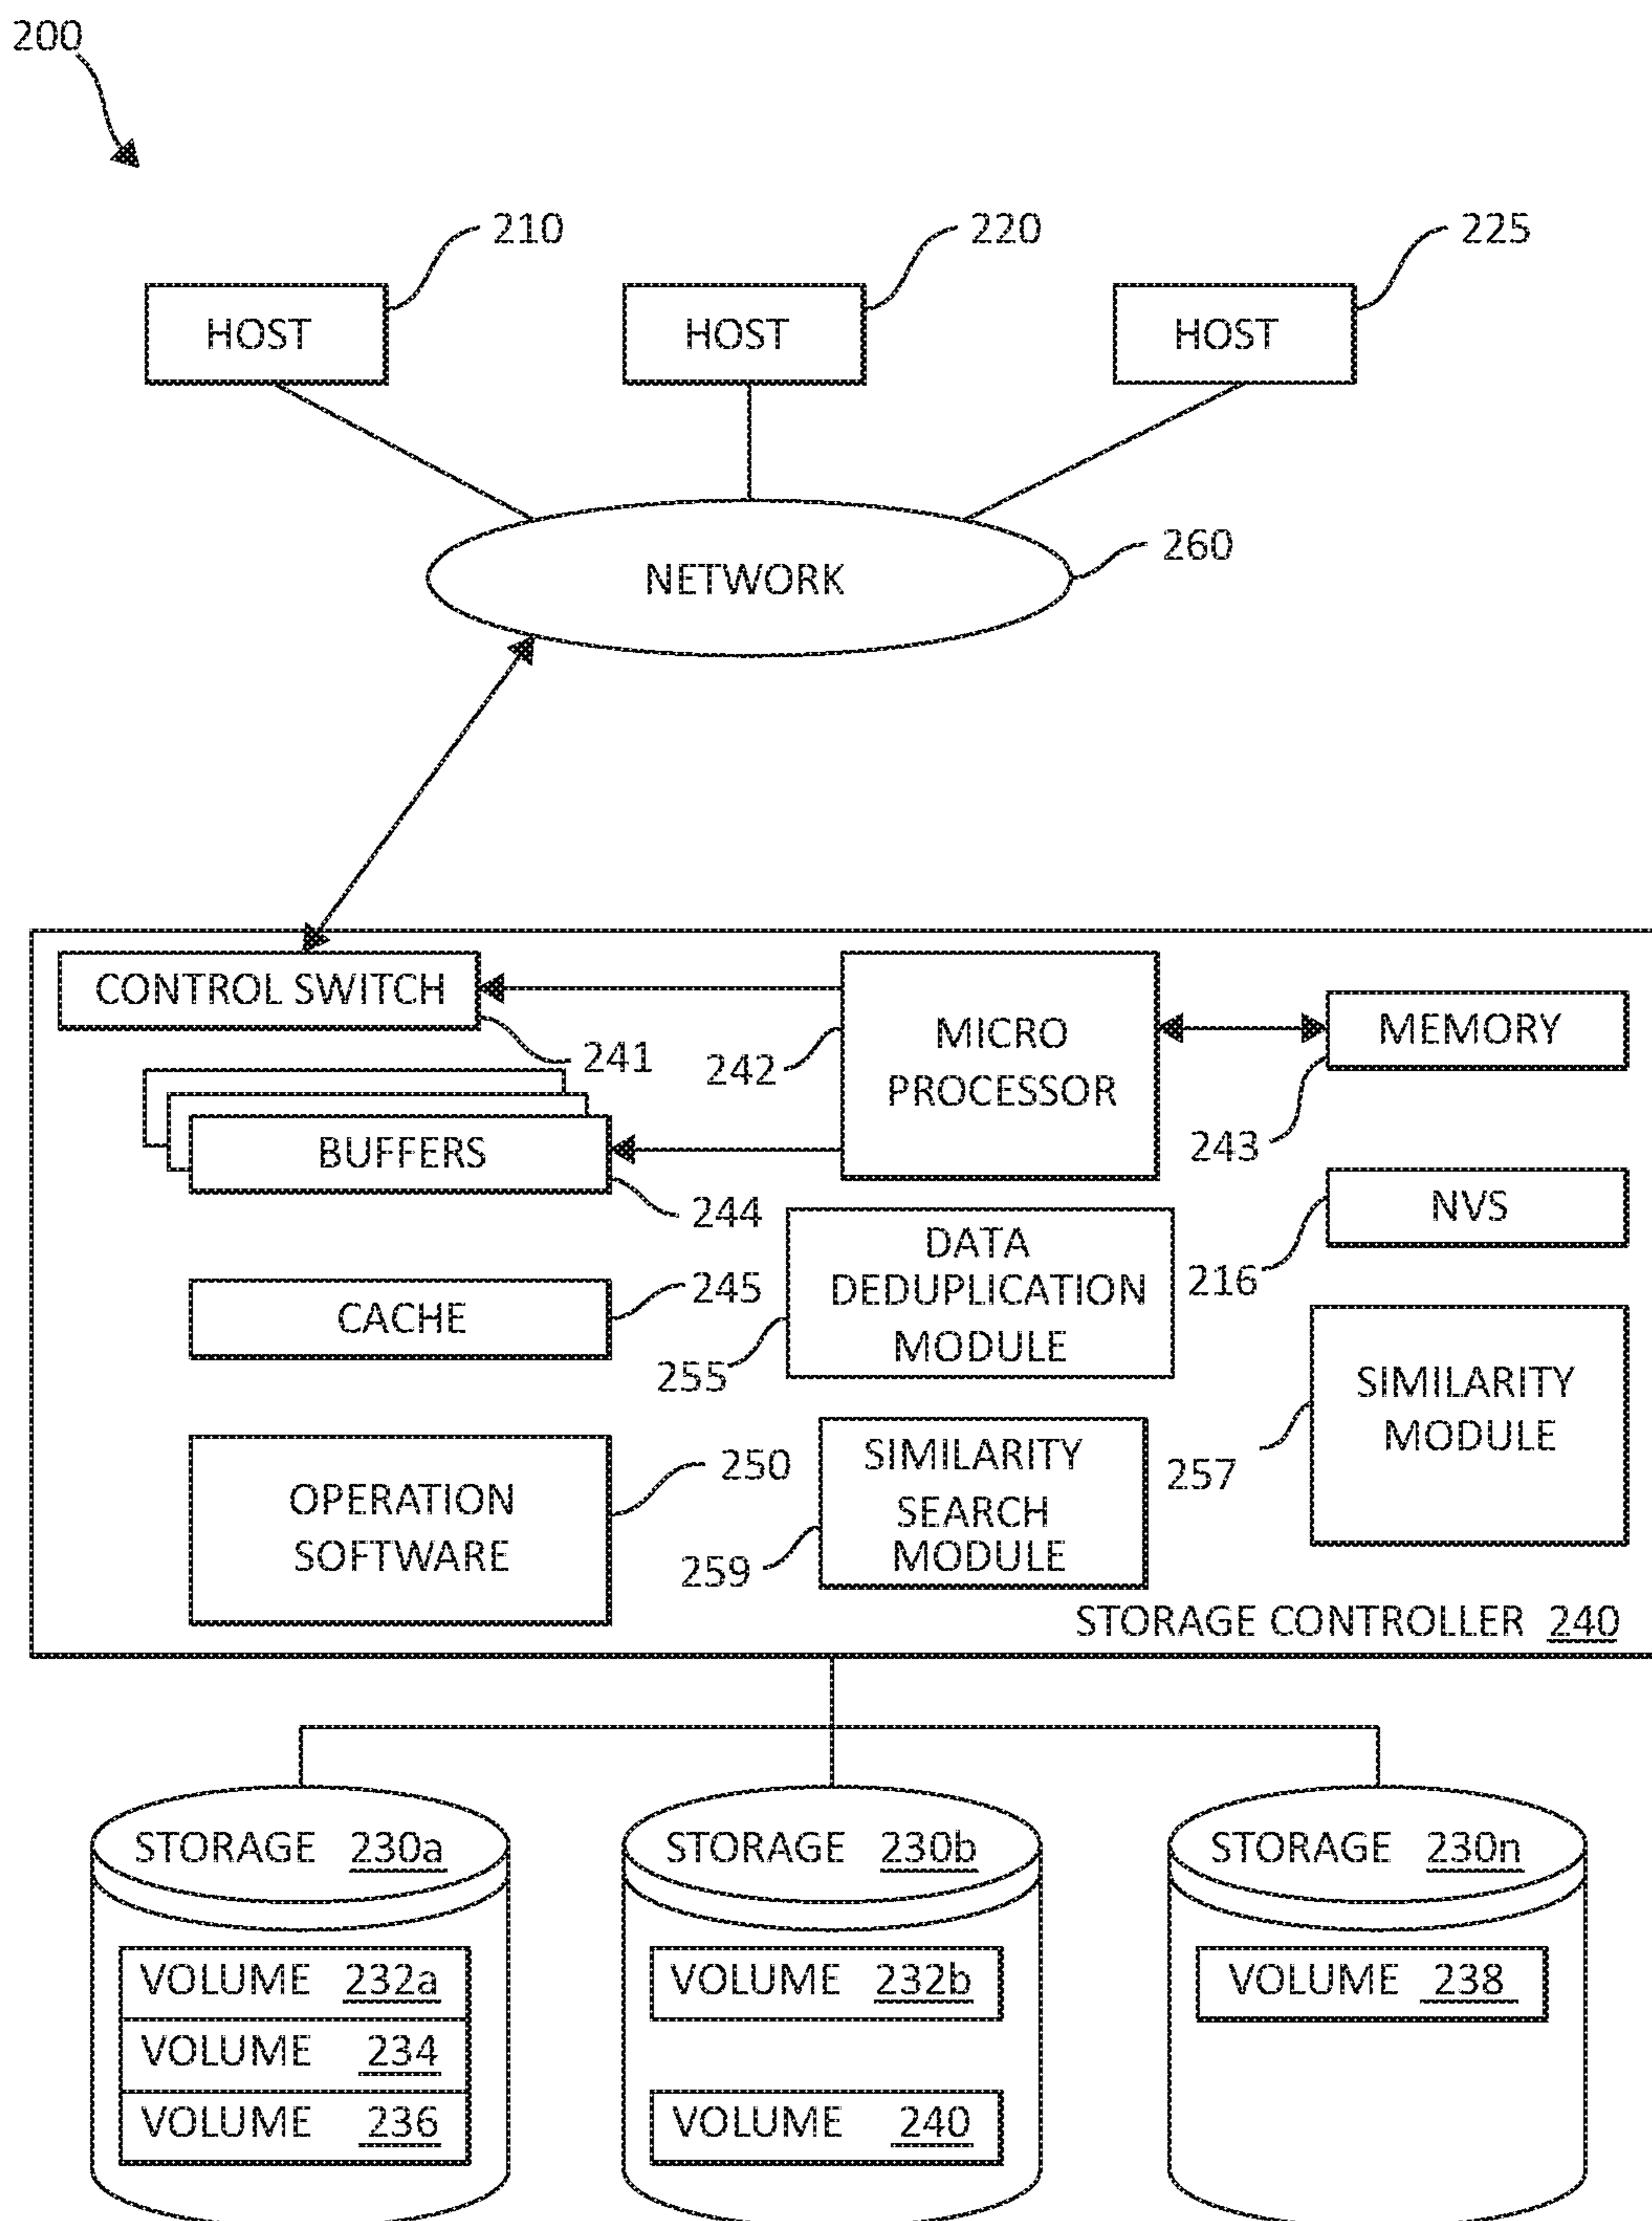 200
210
220
225
HOST
HOST
HOST
260
NETWORK
CONTROL SWITCH
241
242
MICRO
PROCESSOR
MEMORY
243
BUFFERS
244
NVS
216
DATA
DEDUPLICATION
MODULE
255
CACHE
245
SIMILARITY
MODULE
257
OPERATION
SOFTWARE
250
SIMILARITY
SEARCH
MODULE
259
STORAGE CONTROLLER 240
STORAGE 230a
VOLUME 232a
VOLUME 234
VOLUME 236
STORAGE 230b
VOLUME 232b
VOLUME 240
STORAGE 230n
VOLUME 238